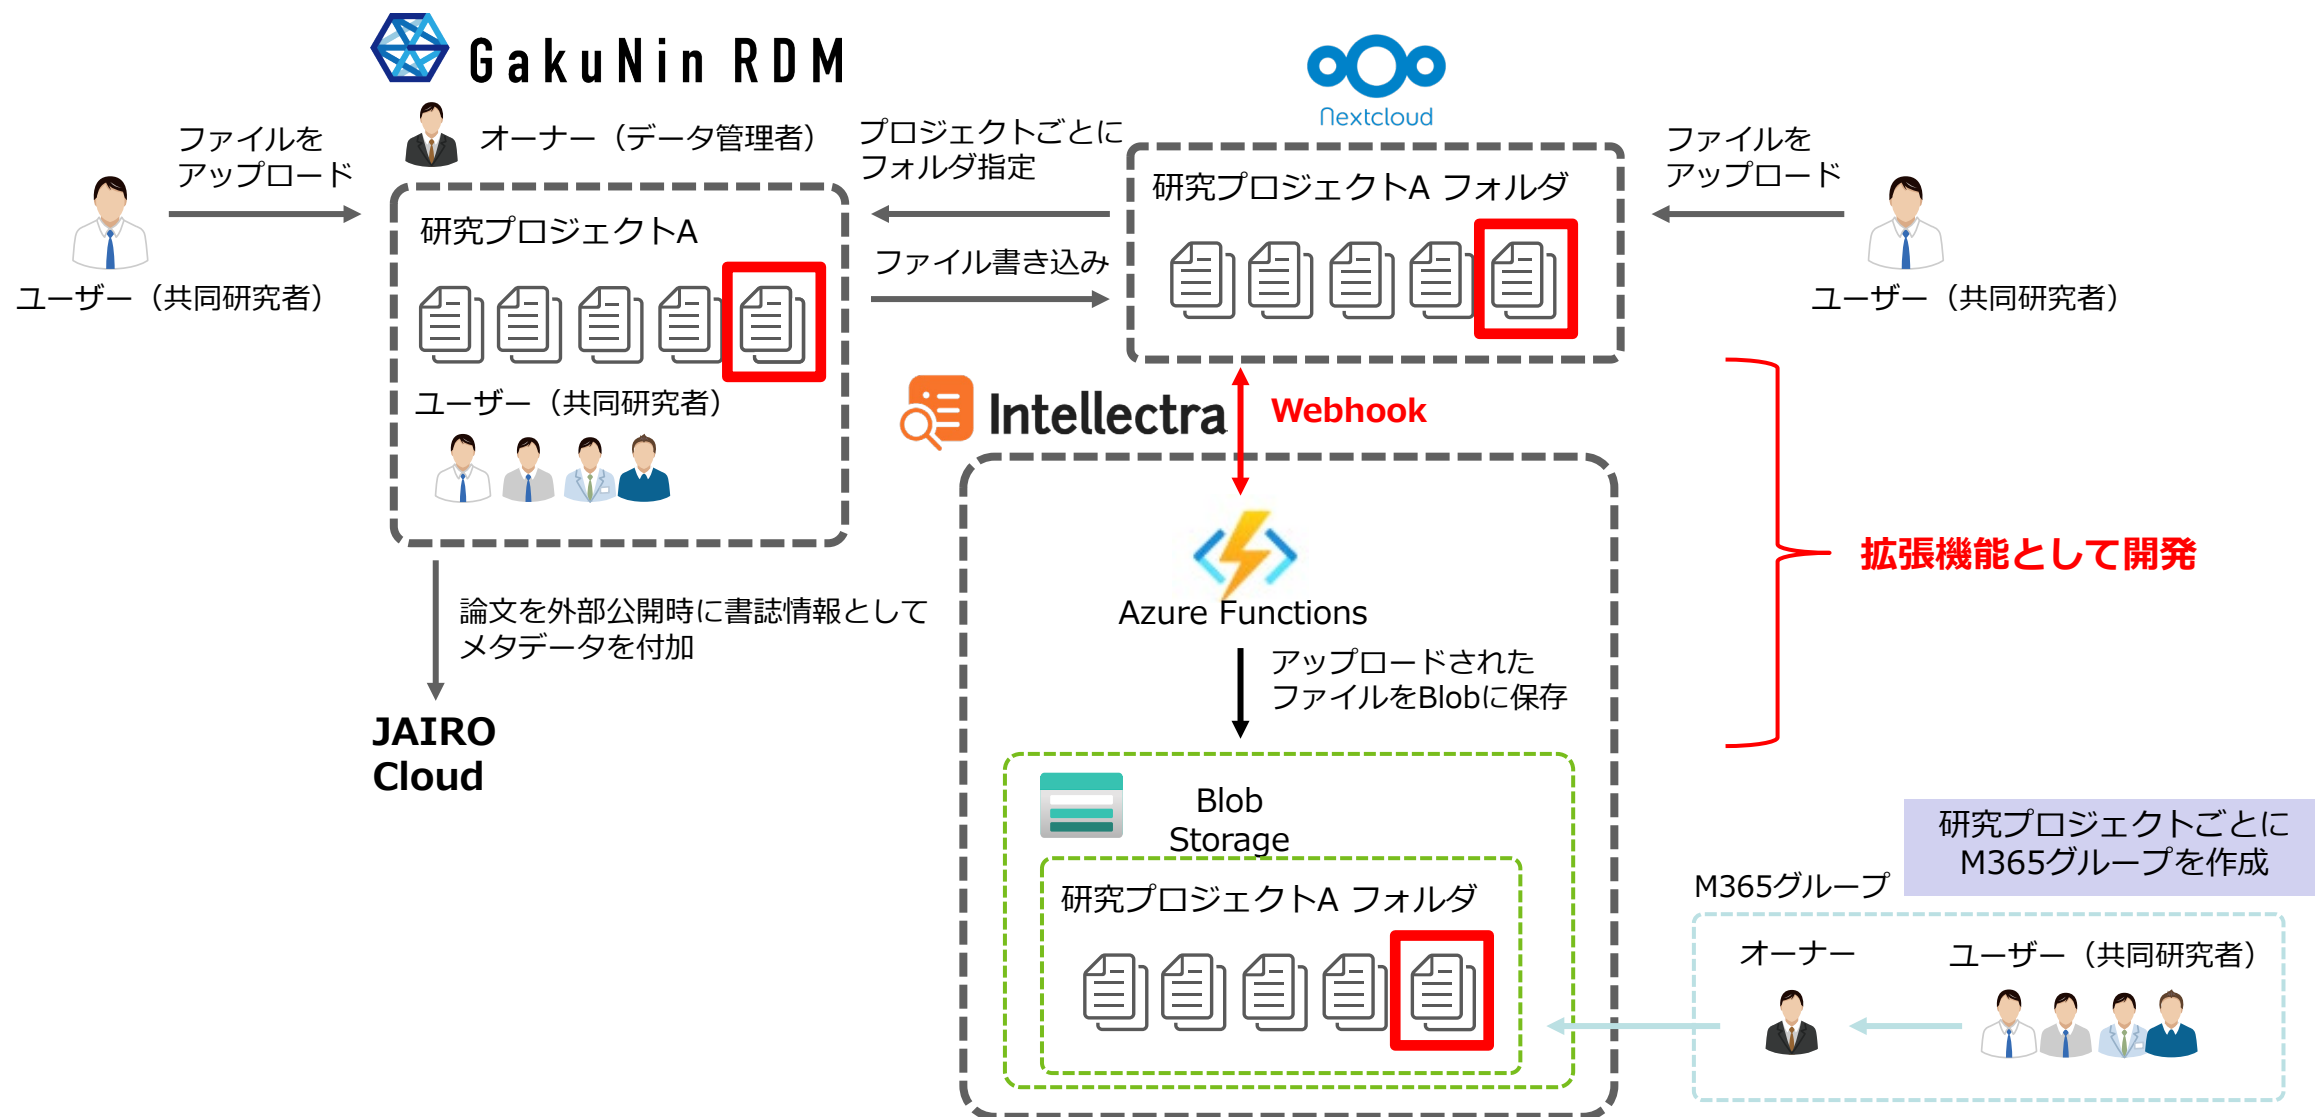 GakuNin RDM
Nextcloud
オーナー（データ管理者）
ファイルを
アップロード
プロジェクトごとに
フォルダ指定
ファイルを
アップロード
研究プロジェクトA
研究プロジェクトA フォルダ
ファイル書き込み
ユーザー（共同研究者）
ユーザー（共同研究者）
ユーザー（共同研究者）
Intellectra
Webhook
拡張機能として開発
Azure Functions
論文を外部公開時に書誌情報として
メタデータを付加
アップロードされた
ファイルをBlobに保存
JAIRO
Cloud
Blob
Storage
研究プロジェクトごとに
M365グループを作成
M365グループ
研究プロジェクトA フォルダ
オーナー
ユーザー（共同研究者）